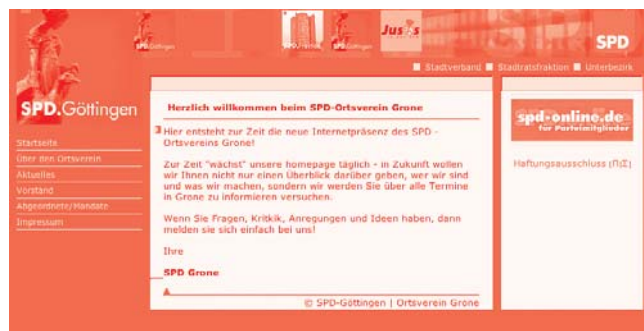 SPD.Göttingen
Jusos
SPD
Stadtverband
Stadtratsfraktion
Unterbezirk
SPD.Göttingen
Startseite
Über den Ortsverein
Aktuelles
Vorstand
Abgeordnete/Mandate
Impressum
Herzlich willkommen beim SPD-Ortsverein Grone
Hier entsteht zur Zeit die neue Internetpräsenz des SPD -
Ortsvereins Grone!
Zur Zeit "wächst" unsere homepage täglich - in Zukunft wollen
wir Ihnen nicht nur einen Überblick darüber geben, wer wir sind
und was wir machen, sondern wir werden Sie über alle Termine
in Grone zu informieren versuchen.
Wenn Sie Fragen, Kritkik, Anregungen und Ideen haben, dann
melden sie sich einfach bei uns!
Ihre
SPD Grone
© SPD-Göttingen | Ortsverein Grone
spd-online.de
für Parteimitglieder
Haftungsausschluss